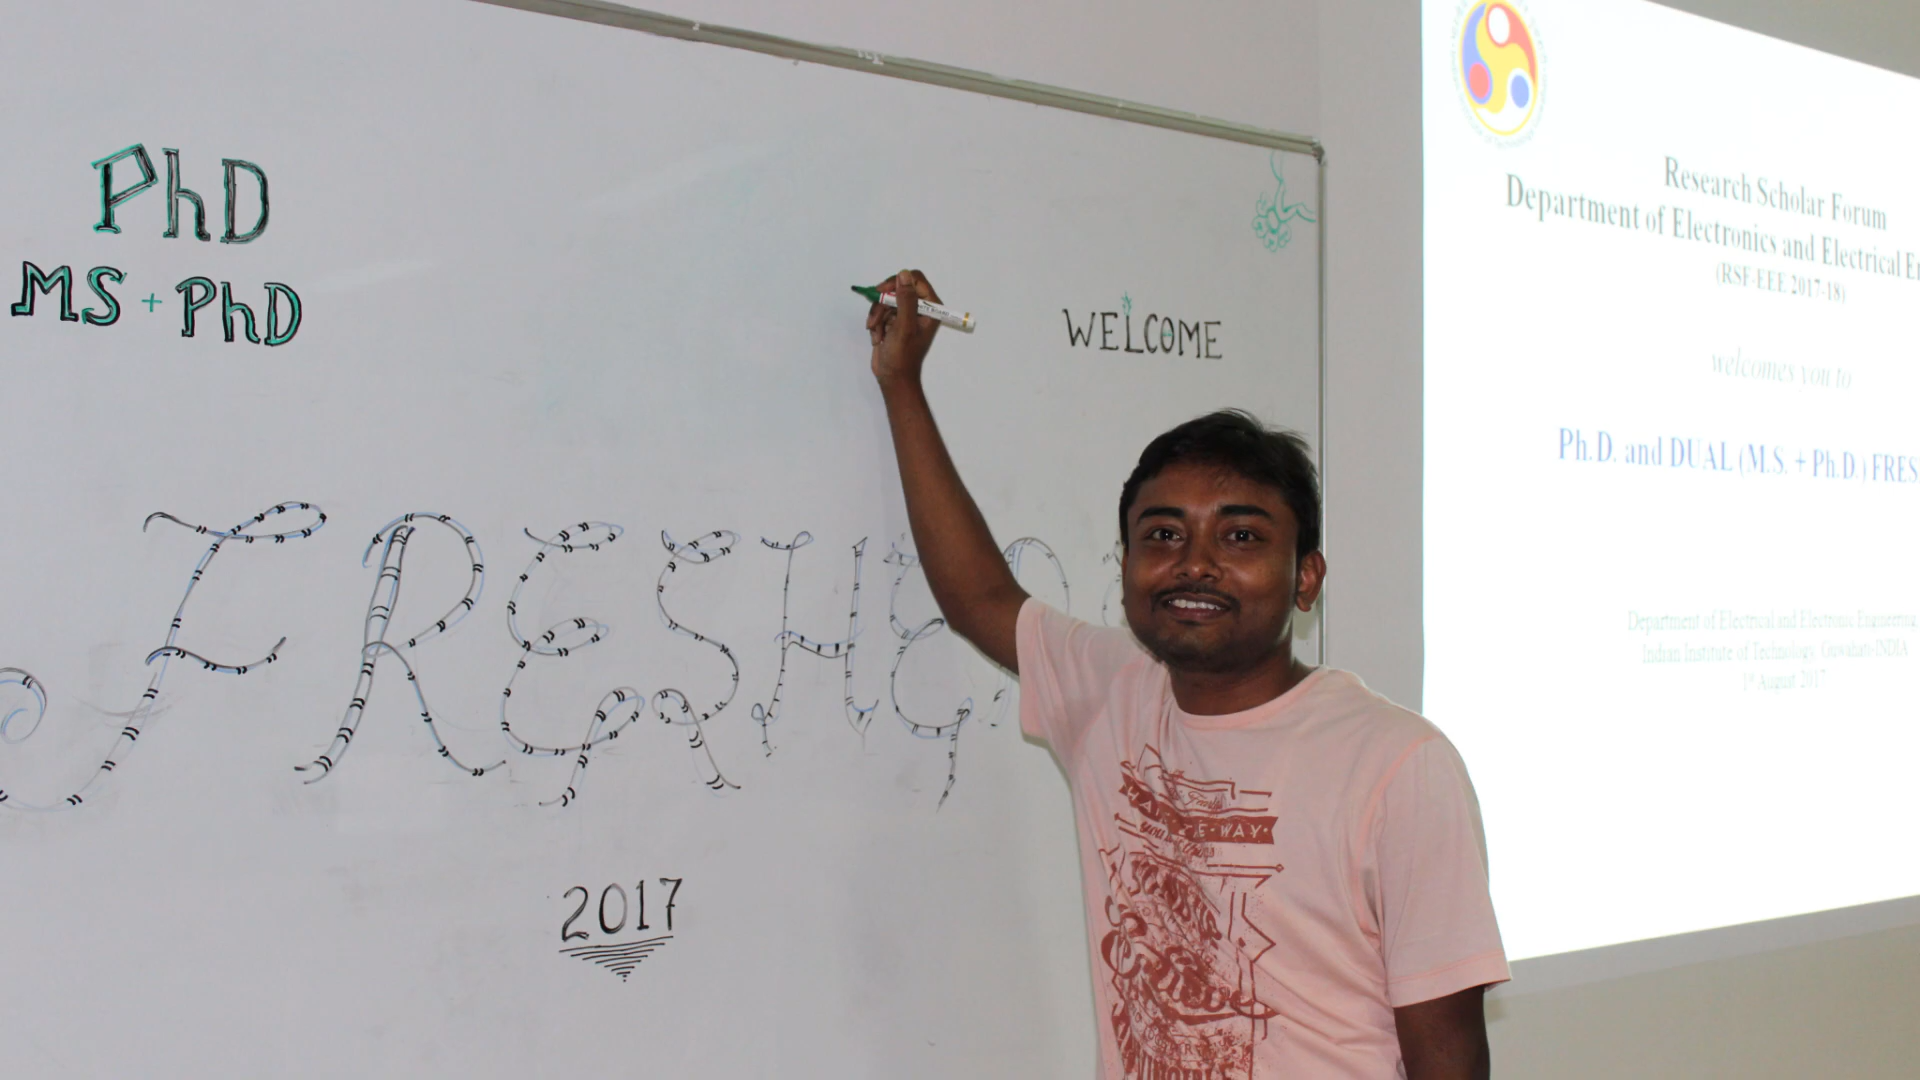 PhD
MS + PhD
WELCOME
FRESHER
2017
Research Scholar Forum
Department of Electronics and Electrical
(RSF-EEE 2017-18)
welcomes you to
Ph.D. and DUAL (M.S. + Ph.D.) FRES
Department of Electrical and Electronic Engineering
Indian Institute of Technology, Guwahati-INDIA
1st August 2017
WAY